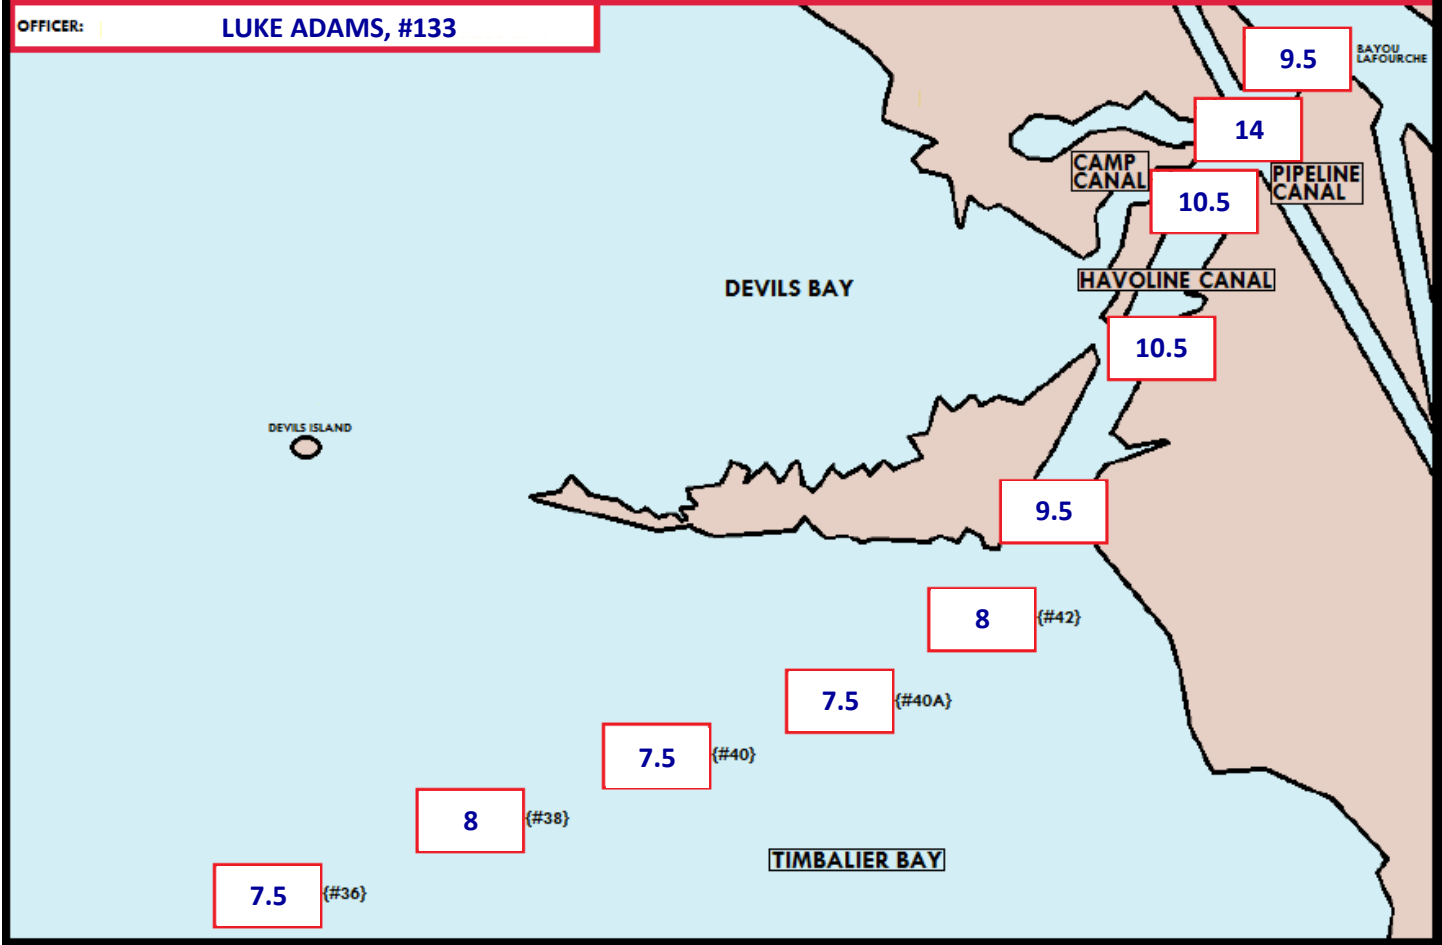 OFFICER: LUKE ADAMS, #133
9.5
BAYOU
LAFOURCHE
14
CAMP
CANAL
PIPELINE
CANAL
10.5
HAVOLINE CANAL
DEVILS BAY
10.5
DEVILS ISLAND
9.5
8 {#42}
7.5 {#40A}
7.5 {#40}
8 {#38}
TIMBALIER BAY
7.5 {#36}